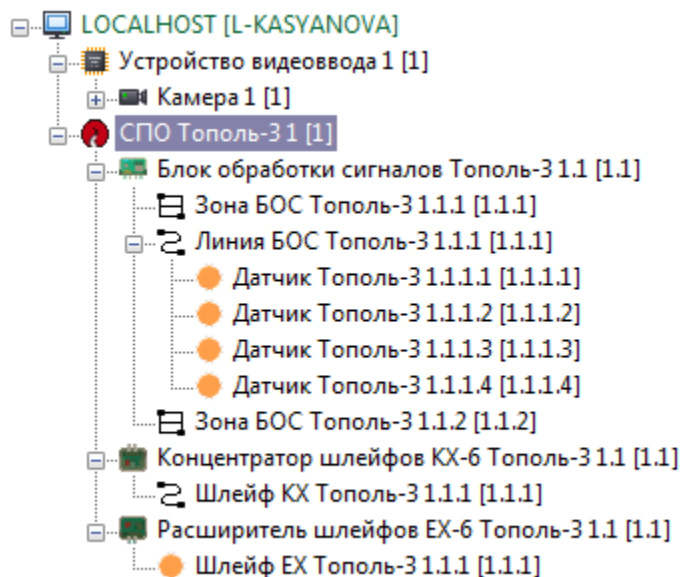 LOCALHOST [L-KASYANOVA]
Устройство видеоввода 1 [1]
Камера 1 [1]
СПО Тополь-3 1 [1]
Блок обработки сигналов Тополь-3 1.1 [1.1]
Зона БОС Тополь-3 1.1.1 [1.1.1]
Линия БОС Тополь-3 1.1.1 [1.1.1]
Датчик Тополь-3 1.1.1.1 [1.1.1.1]
Датчик Тополь-3 1.1.1.2 [1.1.1.2]
Датчик Тополь-3 1.1.1.3 [1.1.1.3]
Датчик Тополь-3 1.1.1.4 [1.1.1.4]
Зона БОС Тополь-3 1.1.2 [1.1.2]
Концентратор шлейфов КХ-6 Тополь-3 1.1 [1.1]
Шлейф КХ Тополь-3 1.1.1 [1.1.1]
Расширитель шлейфов ЕХ-6 Тополь-3 1.1 [1.1]
Шлейф ЕХ Тополь-3 1.1.1 [1.1.1]